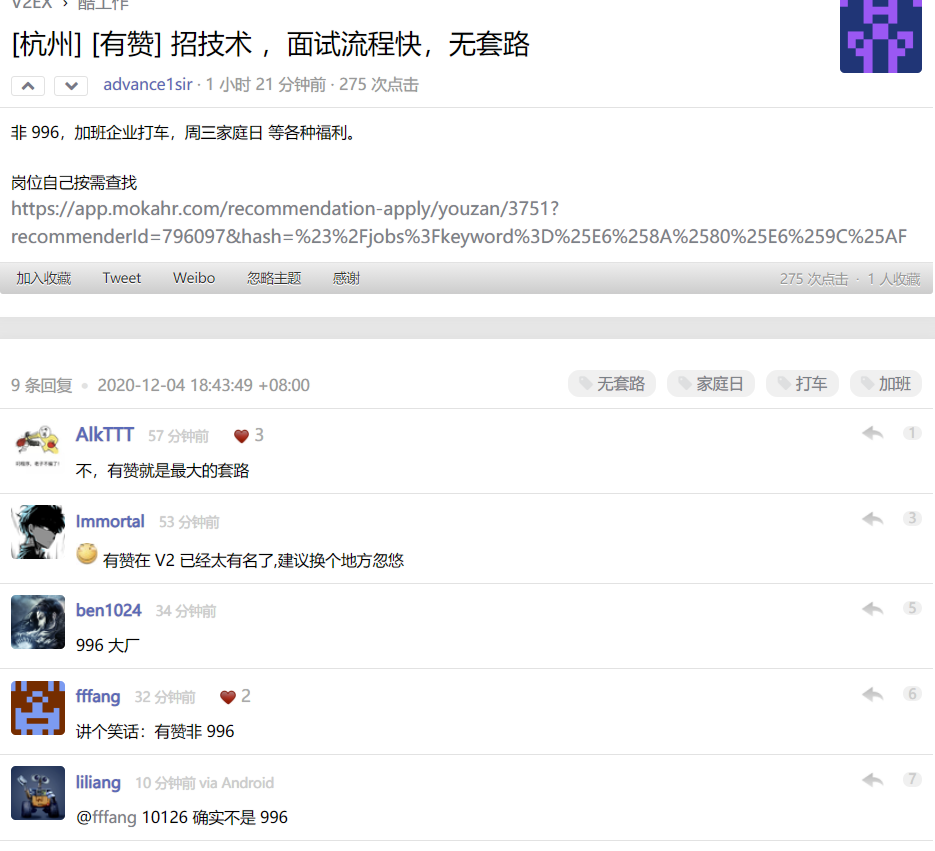 V2EX › 酷工作
[杭州] [有赞] 招技术 ，面试流程快，无套路
advance1sir · 1 小时 21 分钟前 · 275 次点击
非 996，加班企业打车，周三家庭日 等各种福利。
岗位自己按需查找
https://app.mokahr.com/recommendation-apply/youzan/3751?
recommenderId=796097&hash=%23%2Fjobs%3Fkeyword%3D%25E6%258A%2580%25E6%259C%25AF
加入收藏 Tweet Weibo 忽略主题 感谢 275 次点击 · 1 人收藏
9 条回复 • 2020-12-04 18:43:49 +08:00 无套路 家庭日 打车 加班
AlkTTT 57 分钟前 3 1
不，有赞就是最大的套路
Immortal 53 分钟前 3
有赞在 V2 已经太有名了,建议换个地方忽悠
ben1024 34 分钟前 5
996 大厂
fffang 32 分钟前 2 6
讲个笑话：有赞非 996
liliang 10 分钟前 via Android 7
@fffang 10126 确实不是 996